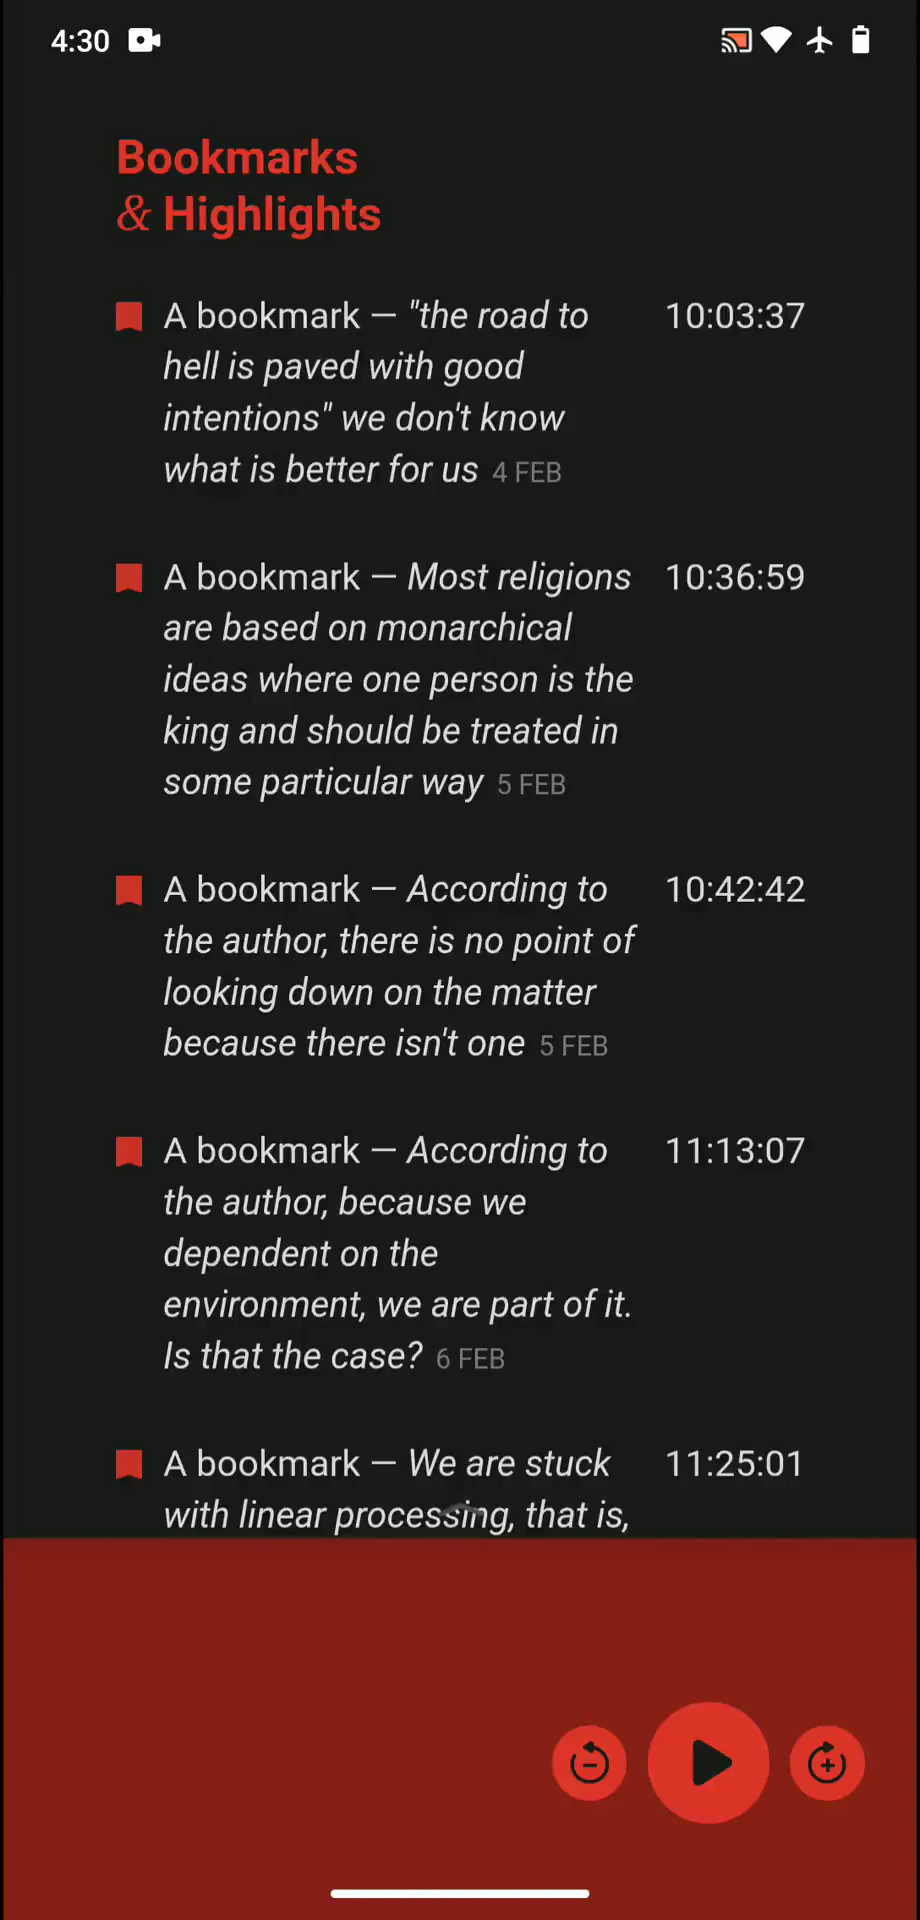 4:30
Bookmarks
& Highlights
A bookmark — "the road to 10:03:37
hell is paved with good
intentions" we don't know
what is better for us 4 FEB
A bookmark — Most religions 10:36:59
are based on monarchical
ideas where one person is the
king and should be treated in
some particular way 5 FEB
A bookmark — According to 10:42:42
the author, there is no point of
looking down on the matter
because there isn't one 5 FEB
A bookmark — According to 11:13:07
the author, because we
dependent on the
environment, we are part of it.
Is that the case? 6 FEB
A bookmark — We are stuck 11:25:01
with linear processing, that is,